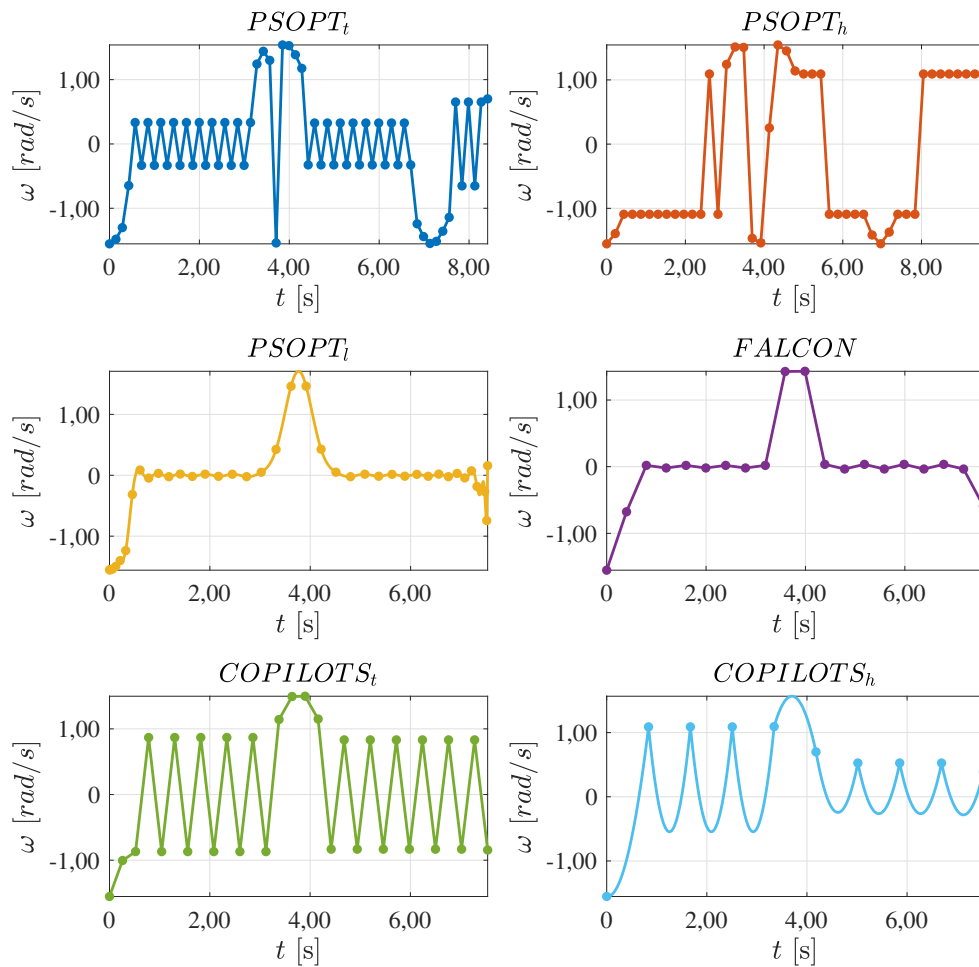 PSOPT_t
1,00
0
-1,00
ω [rad/s]
0 2,00 4,00 6,00 8,00
t [s]
PSOPT_h
1,00
0
-1,00
ω [rad/s]
0 2,00 4,00 6,00 8,00
t [s]
PSOPT_l
1,00
0
-1,00
ω [rad/s]
0 2,00 4,00 6,00
t [s]
FALCON
1,00
0
-1,00
ω [rad/s]
0 2,00 4,00 6,00
t [s]
COPILOTS_t
1,00
0
-1,00
ω [rad/s]
0 2,00 4,00 6,00
t [s]
COPILOTS_h
1,00
0
-1,00
ω [rad/s]
0 2,00 4,00 6,00
t [s]